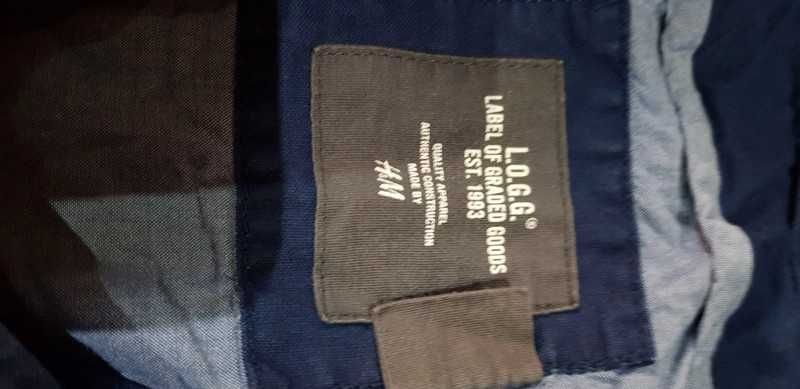 L.O.G.G.®
LABEL OF GRADED GOODS
EST. 1993
QUALITY APPAREL
AUTHENTIC CONSTRUCTION
MADE BY
H&M